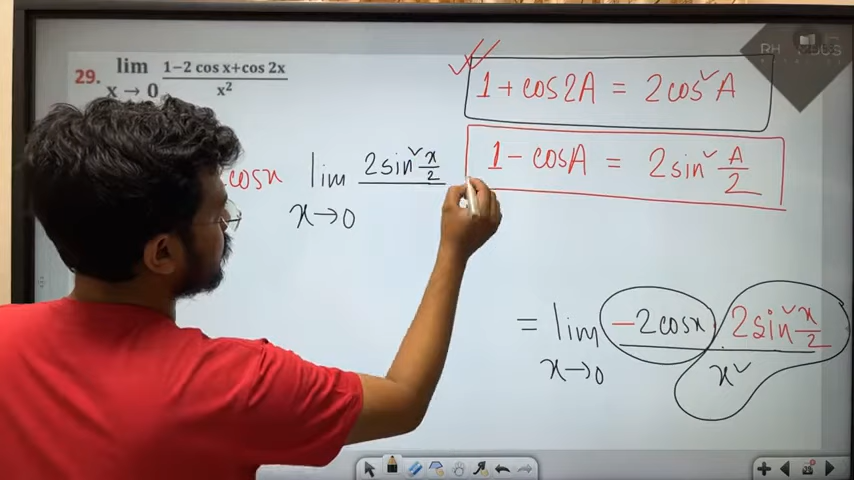 29. lim x → 0 (1−2 cos x+cos 2x)/x²
1 + cos2A = 2cos²A
1 − cosA = 2sin² A/2
cosx lim x→0 2sin² x/2
= lim x→0 −2cosx · 2sin² x/2 / x²